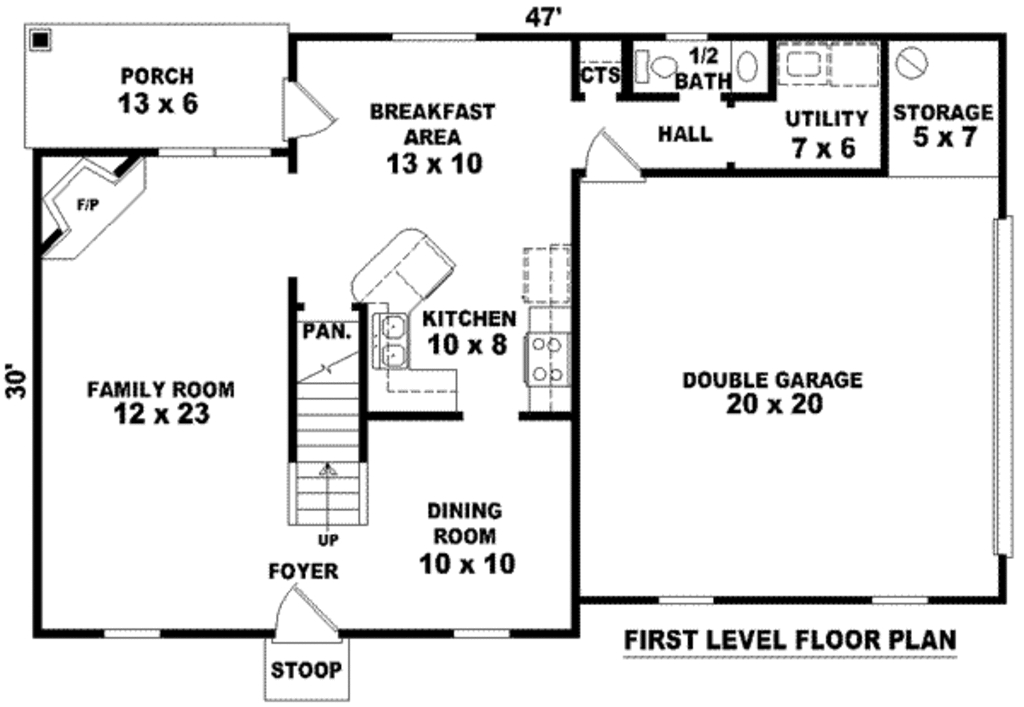 47'
PORCH
13 x 6
BREAKFAST
AREA
13 x 10
CTS
1/2
BATH
HALL
UTILITY
7 x 6
STORAGE
5 x 7
F/P
PAN.
KITCHEN
10 x 8
30'
FAMILY ROOM
12 x 23
DOUBLE GARAGE
20 x 20
UP
DINING
ROOM
10 x 10
FOYER
STOOP
FIRST LEVEL FLOOR PLAN